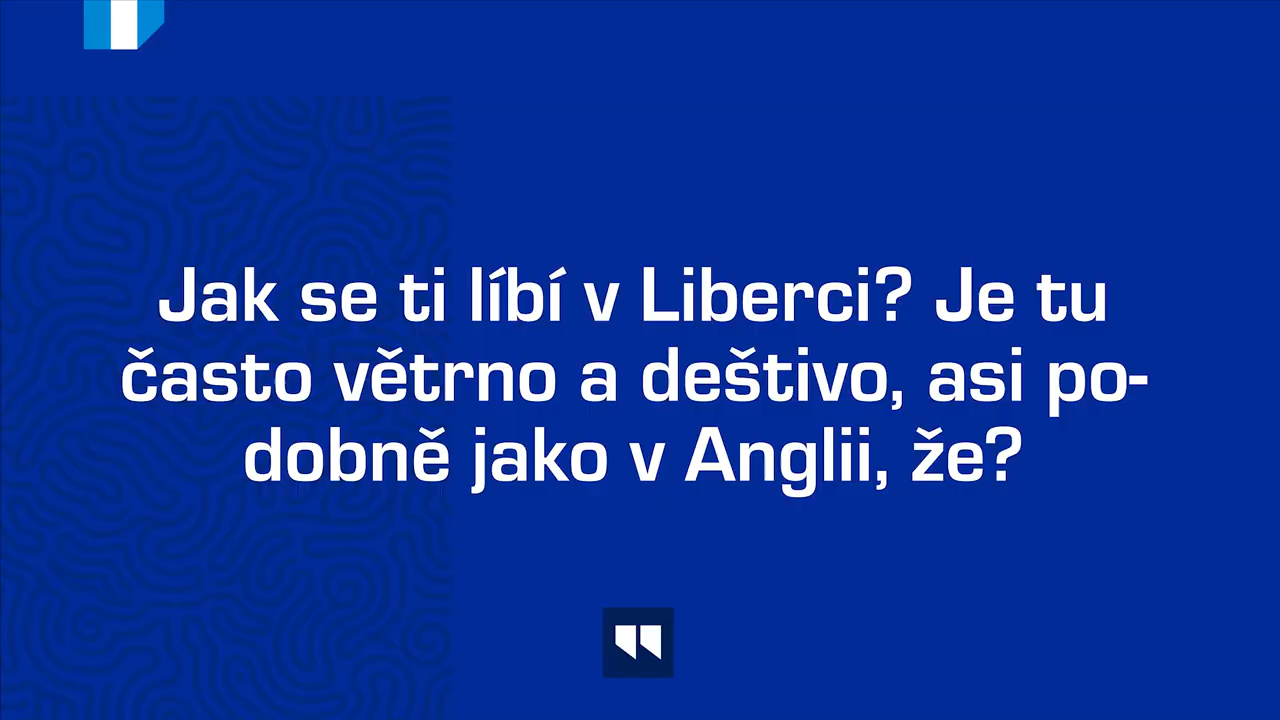 Jak se ti líbí v Liberci? Je tu
často větrno a deštivo, asi po-
dobně jako v Anglii, že?